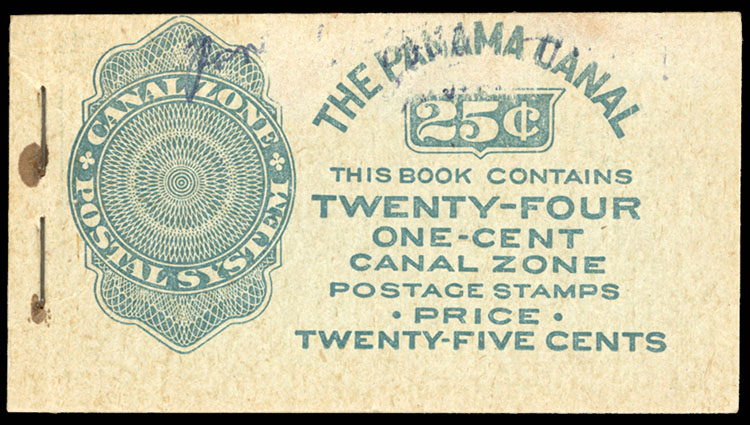 CANAL ZONE
POSTAL SYSTEM
THE PANAMA CANAL
25¢
THIS BOOK CONTAINS
TWENTY-FOUR
ONE-CENT
CANAL ZONE
POSTAGE STAMPS
• PRICE •
TWENTY-FIVE CENTS